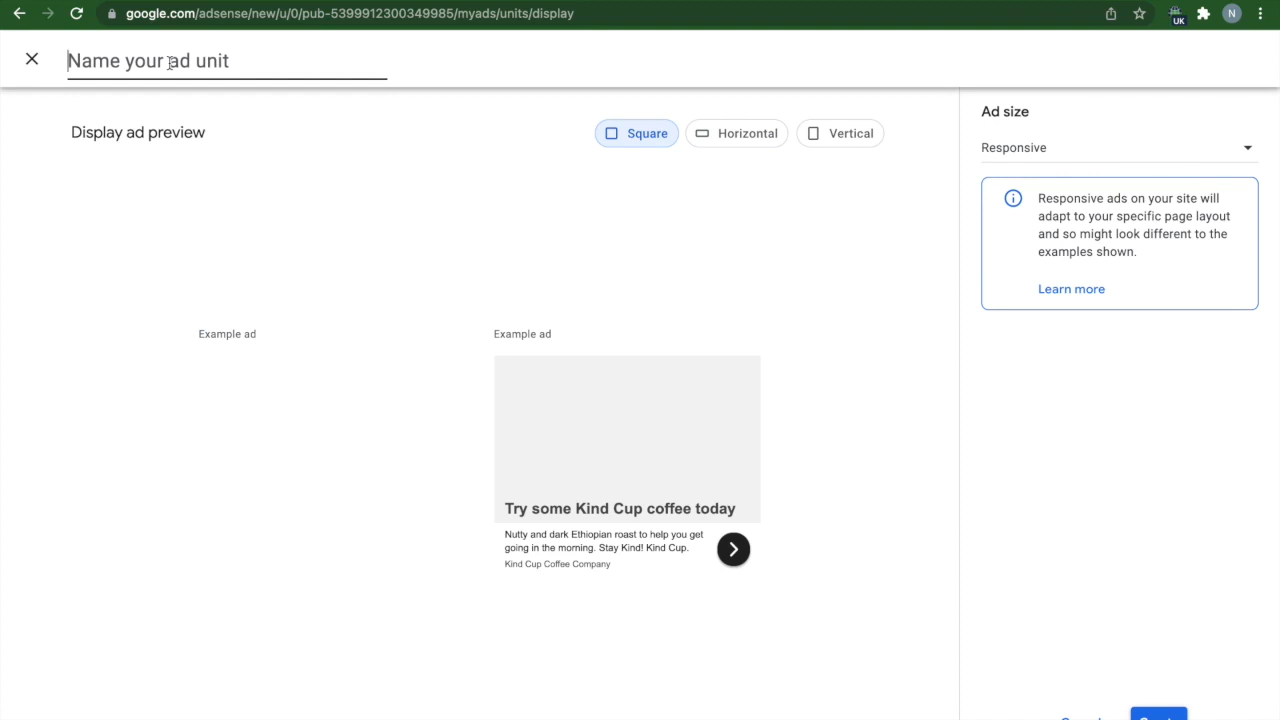 google.com/adsense/new/u/0/pub-5399912300349985/myads/units/display
UK
N
Name your ad unit
Display ad preview
Square
Horizontal
Vertical
Ad size
Responsive
Responsive ads on your site will
adapt to your specific page layout
and so might look different to the
examples shown.
Learn more
Example ad
Example ad
Try some Kind Cup coffee today
Nutty and dark Ethiopian roast to help you get
going in the morning. Stay Kind! Kind Cup.
Kind Cup Coffee Company